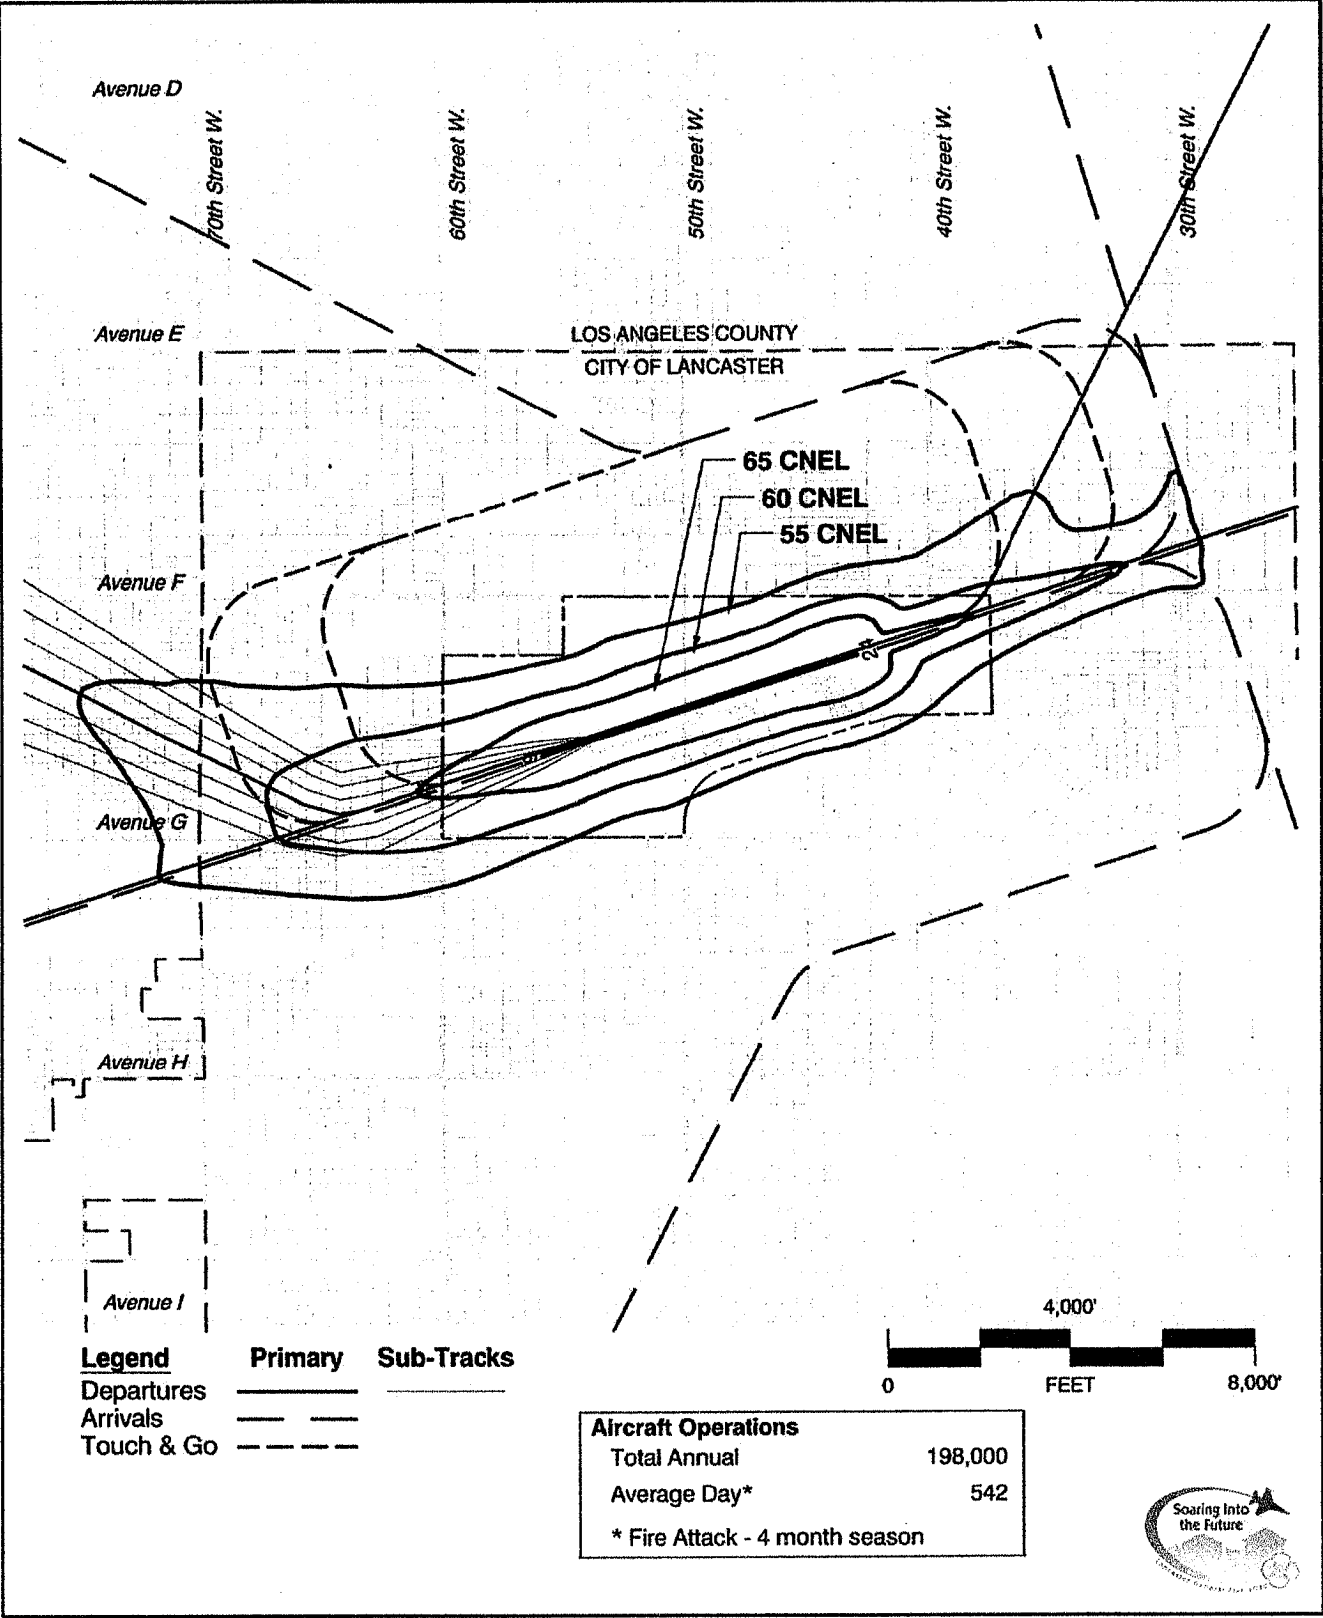 Avenue D
70th Street W.
60th Street W.
50th Street W.
40th Street W.
30th Street W.
Avenue E
LOS ANGELES COUNTY
CITY OF LANCASTER
65 CNEL
60 CNEL
55 CNEL
Avenue F
24
Avenue G
Avenue H
Avenue I
4,000'
0 FEET 8,000'
Legend Primary Sub-Tracks
Departures
Arrivals
Touch & Go
Aircraft Operations
Total Annual 198,000
Average Day* 542
* Fire Attack - 4 month season
Soaring Into
the Future